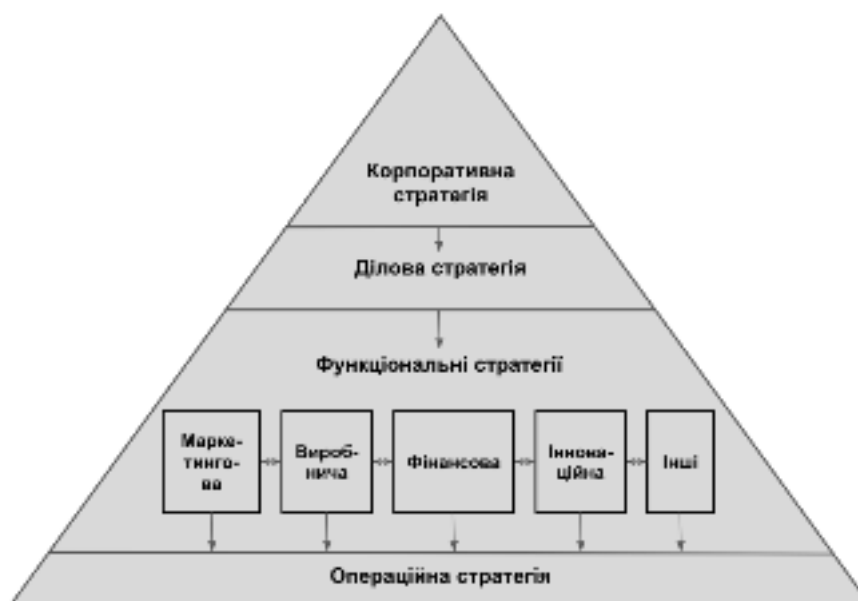 Корпоративна
стратегія
Ділова стратегія
Функціональні стратегії
Марке-
тинго-
ва
Вироб-
нича
Фінансова
Іннова-
ційна
Інші
Операційна стратегія